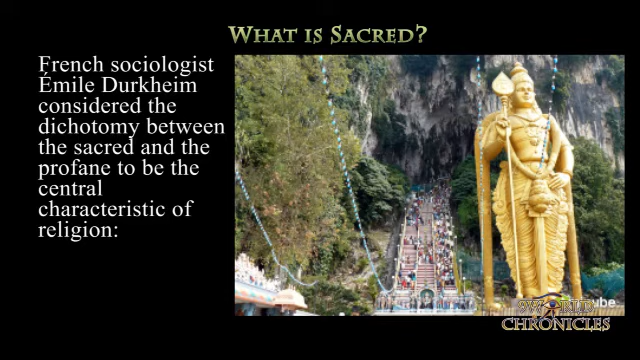 WHAT IS SACRED?
French sociologist
Émile Durkheim
considered the
dichotomy between
the sacred and the
profane to be the
central
characteristic of
religion:
CHRONICLES